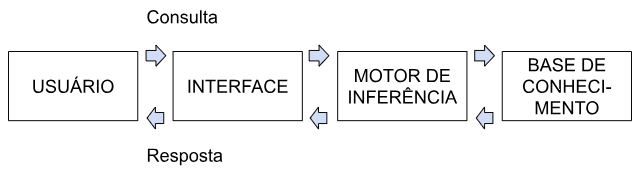 Consulta
USUÁRIO
INTERFACE
MOTOR DE
INFERÊNCIA
BASE DE
CONHECI-
MENTO
Resposta